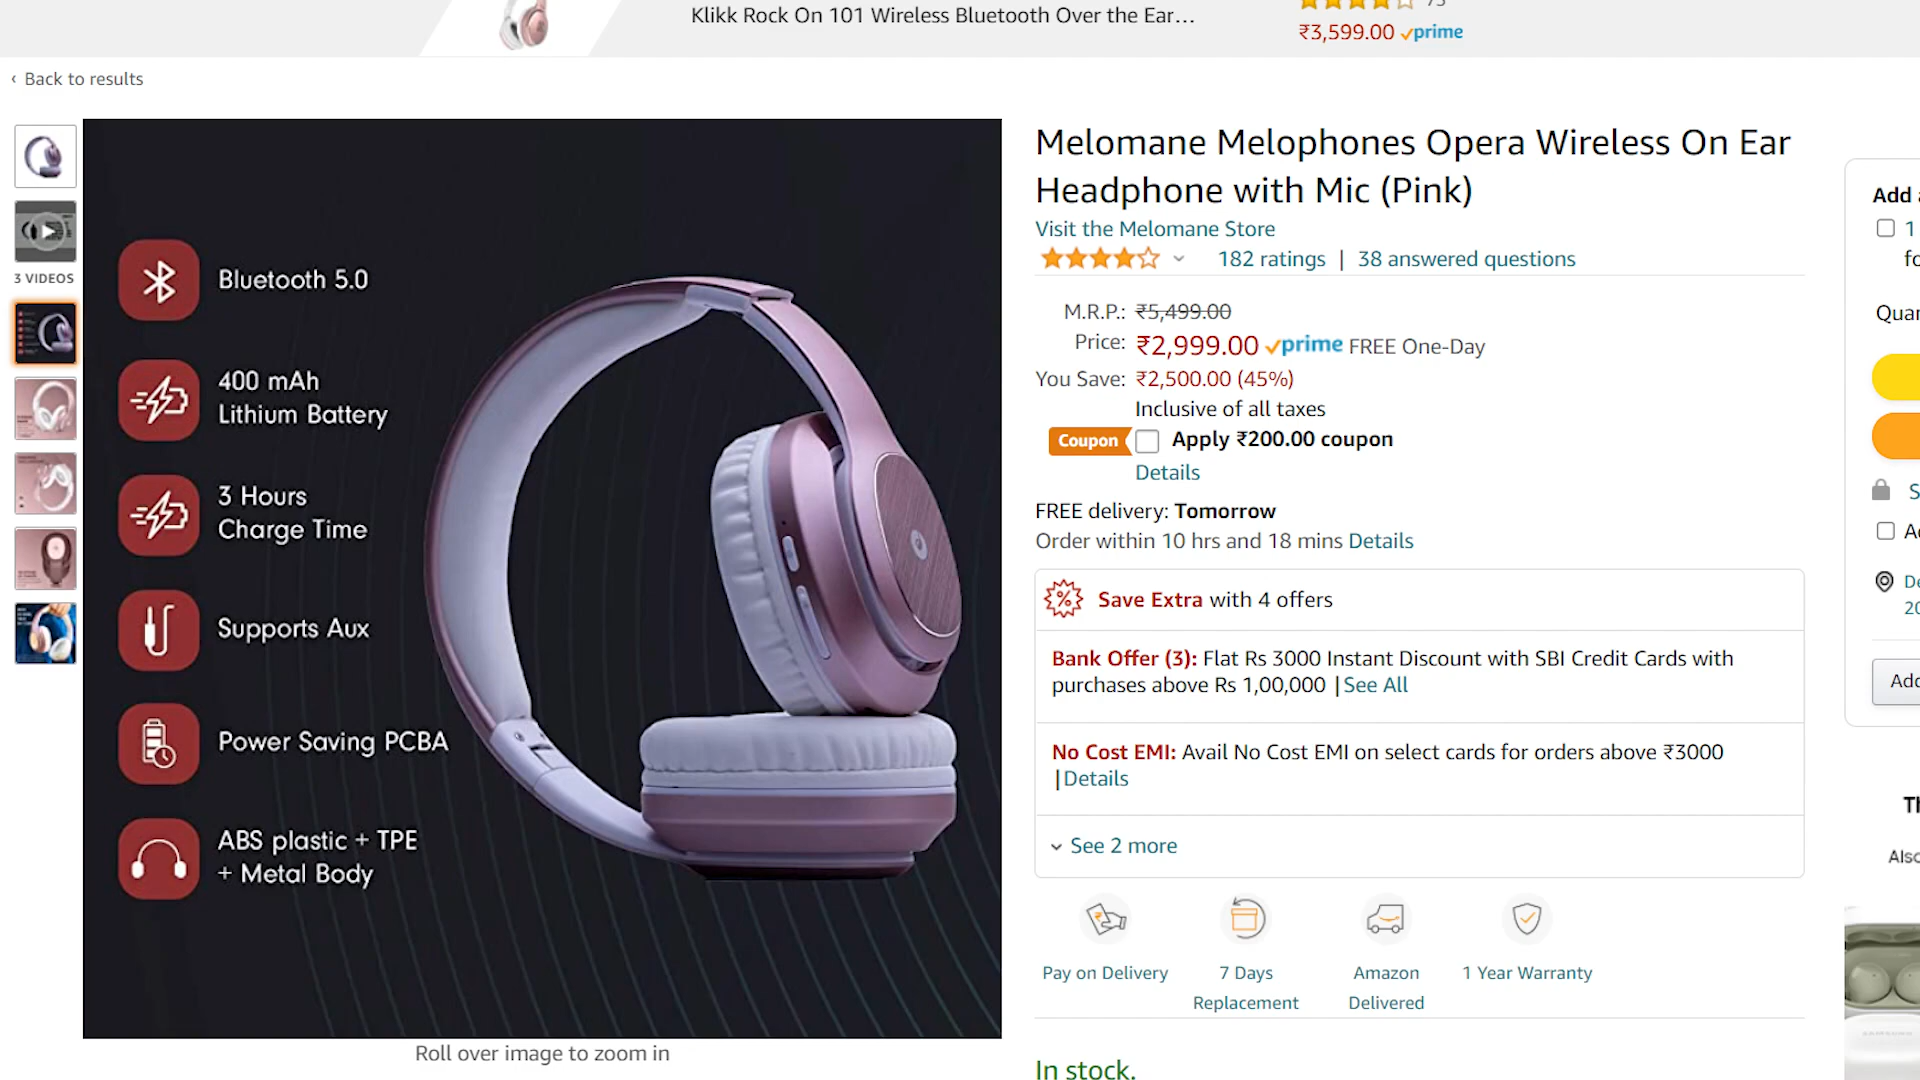 Klikk Rock On 101 Wireless Bluetooth Over the Ear...
₹3,599.00 prime
‹ Back to results
3 VIDEOS
Bluetooth 5.0
400 mAh
Lithium Battery
3 Hours
Charge Time
Supports Aux
Power Saving PCBA
ABS plastic + TPE
+ Metal Body
Roll over image to zoom in
Melomane Melophones Opera Wireless On Ear
Headphone with Mic (Pink)
Visit the Melomane Store
182 ratings | 38 answered questions
M.R.P.: ₹5,499.00
Price: ₹2,999.00 prime FREE One-Day
You Save: ₹2,500.00 (45%)
Inclusive of all taxes
Coupon Apply ₹200.00 coupon
Details
FREE delivery: Tomorrow
Order within 10 hrs and 18 mins Details
Save Extra with 4 offers
Bank Offer (3): Flat Rs 3000 Instant Discount with SBI Credit Cards with
purchases above Rs 1,00,000 | See All
No Cost EMI: Avail No Cost EMI on select cards for orders above ₹3000
| Details
See 2 more
Pay on Delivery
7 Days
Replacement
Amazon
Delivered
1 Year Warranty
In stock.
Add
1
Add